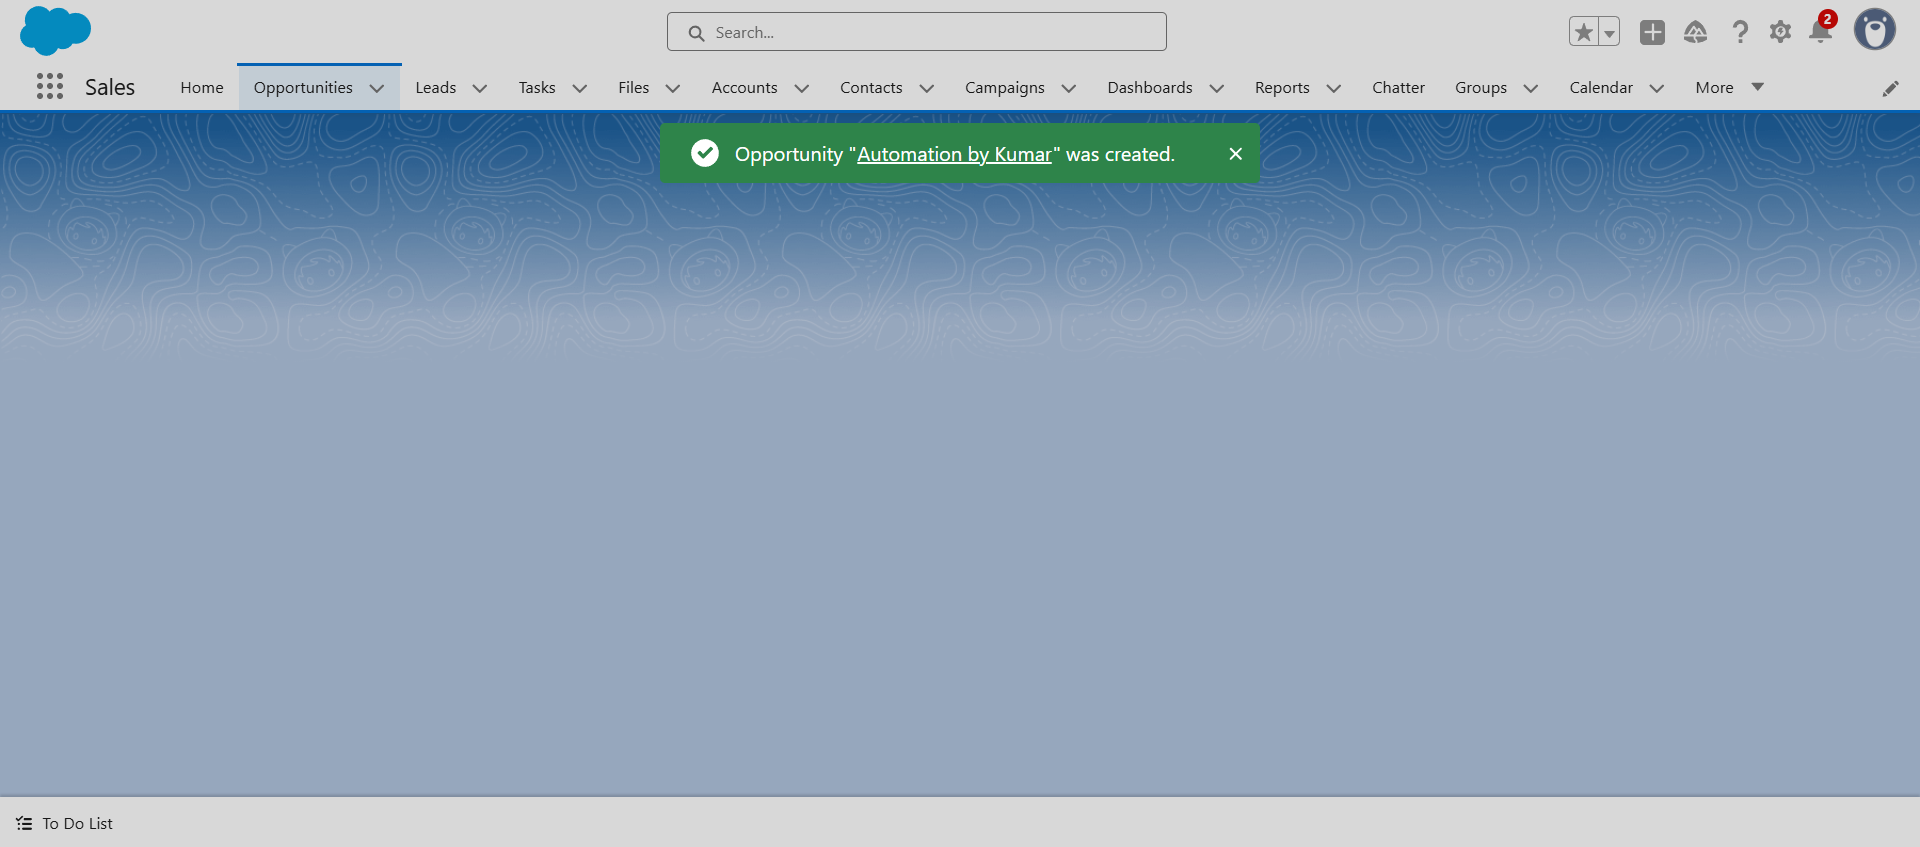 Search...
2
Sales
Home
Opportunities
Leads
Tasks
Files
Accounts
Contacts
Campaigns
Dashboards
Reports
Chatter
Groups
Calendar
More
Opportunity "Automation by Kumar" was created.
To Do List